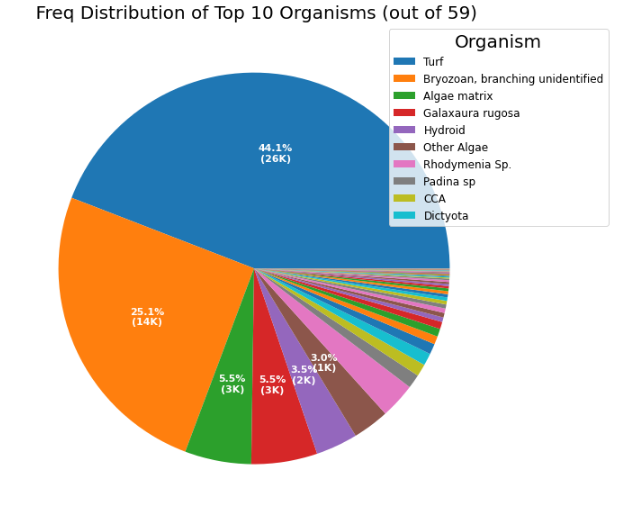 Freq Distribution of Top 10 Organisms (out of 59)
Organism
Turf
Bryozoan, branching unidentified
Algae matrix
Galaxaura rugosa
Hydroid
Other Algae
Rhodymenia Sp.
Padina sp
CCA
Dictyota
44.1%
(26K)
25.1%
(14K)
5.5%
(3K)
5.5%
(3K)
3.5%
(2K)
3.0%
(1K)